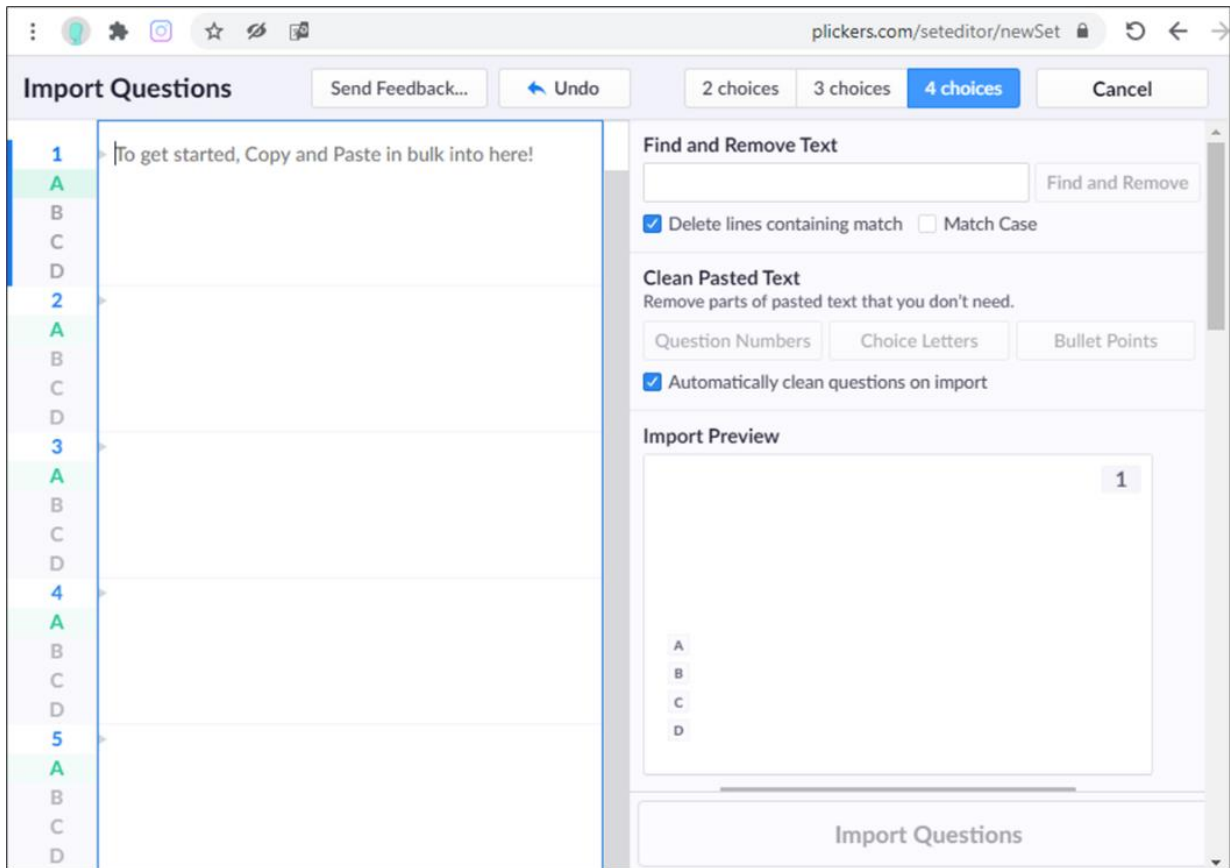 plickers.com/seteditor/newSet
Import Questions
Send Feedback...
Undo
2 choices
3 choices
4 choices
Cancel
1
To get started, Copy and Paste in bulk into here!
A
B
C
D
2
A
B
C
D
3
A
B
C
D
4
A
B
C
D
5
A
B
C
D
Find and Remove Text
Find and Remove
Delete lines containing match
Match Case
Clean Pasted Text
Remove parts of pasted text that you don't need.
Question Numbers
Choice Letters
Bullet Points
Automatically clean questions on import
Import Preview
1
A
B
C
D
Import Questions